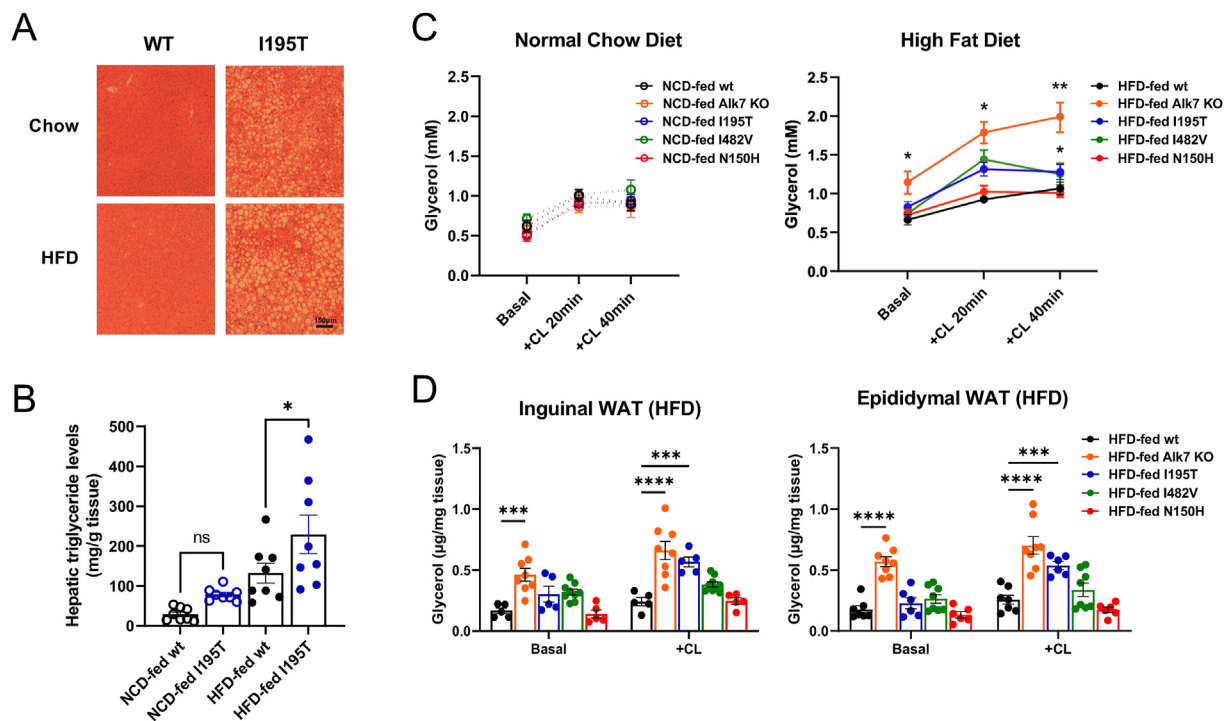 A
WT
I195T
Chow
HFD
150µm
B
Hepatic triglyceride levels
(mg/g tissue)
500
400
300
200
100
0
ns
*
NCD-fed wt
NCD-fed I195T
HFD-fed wt
HFD-fed I195T
C
Normal Chow Diet
Glycerol (mM)
2.5
2.0
1.5
1.0
0.5
0.0
Basal
+CL 20min
+CL 40min
NCD-fed wt
NCD-fed Alk7 KO
NCD-fed I195T
NCD-fed I482V
NCD-fed N150H
High Fat Diet
Glycerol (mM)
2.5
2.0
1.5
1.0
0.5
0.0
*
*
**
*
Basal
+CL 20min
+CL 40min
HFD-fed wt
HFD-fed Alk7 KO
HFD-fed I195T
HFD-fed I482V
HFD-fed N150H
D
Inguinal WAT (HFD)
Glycerol (µg/mg tissue)
1.5
1.0
0.5
0.0
***
***
****
Basal
+CL
Epididymal WAT (HFD)
Glycerol (µg/mg tissue)
1.5
1.0
0.5
0.0
****
***
****
Basal
+CL
HFD-fed wt
HFD-fed Alk7 KO
HFD-fed I195T
HFD-fed I482V
HFD-fed N150H